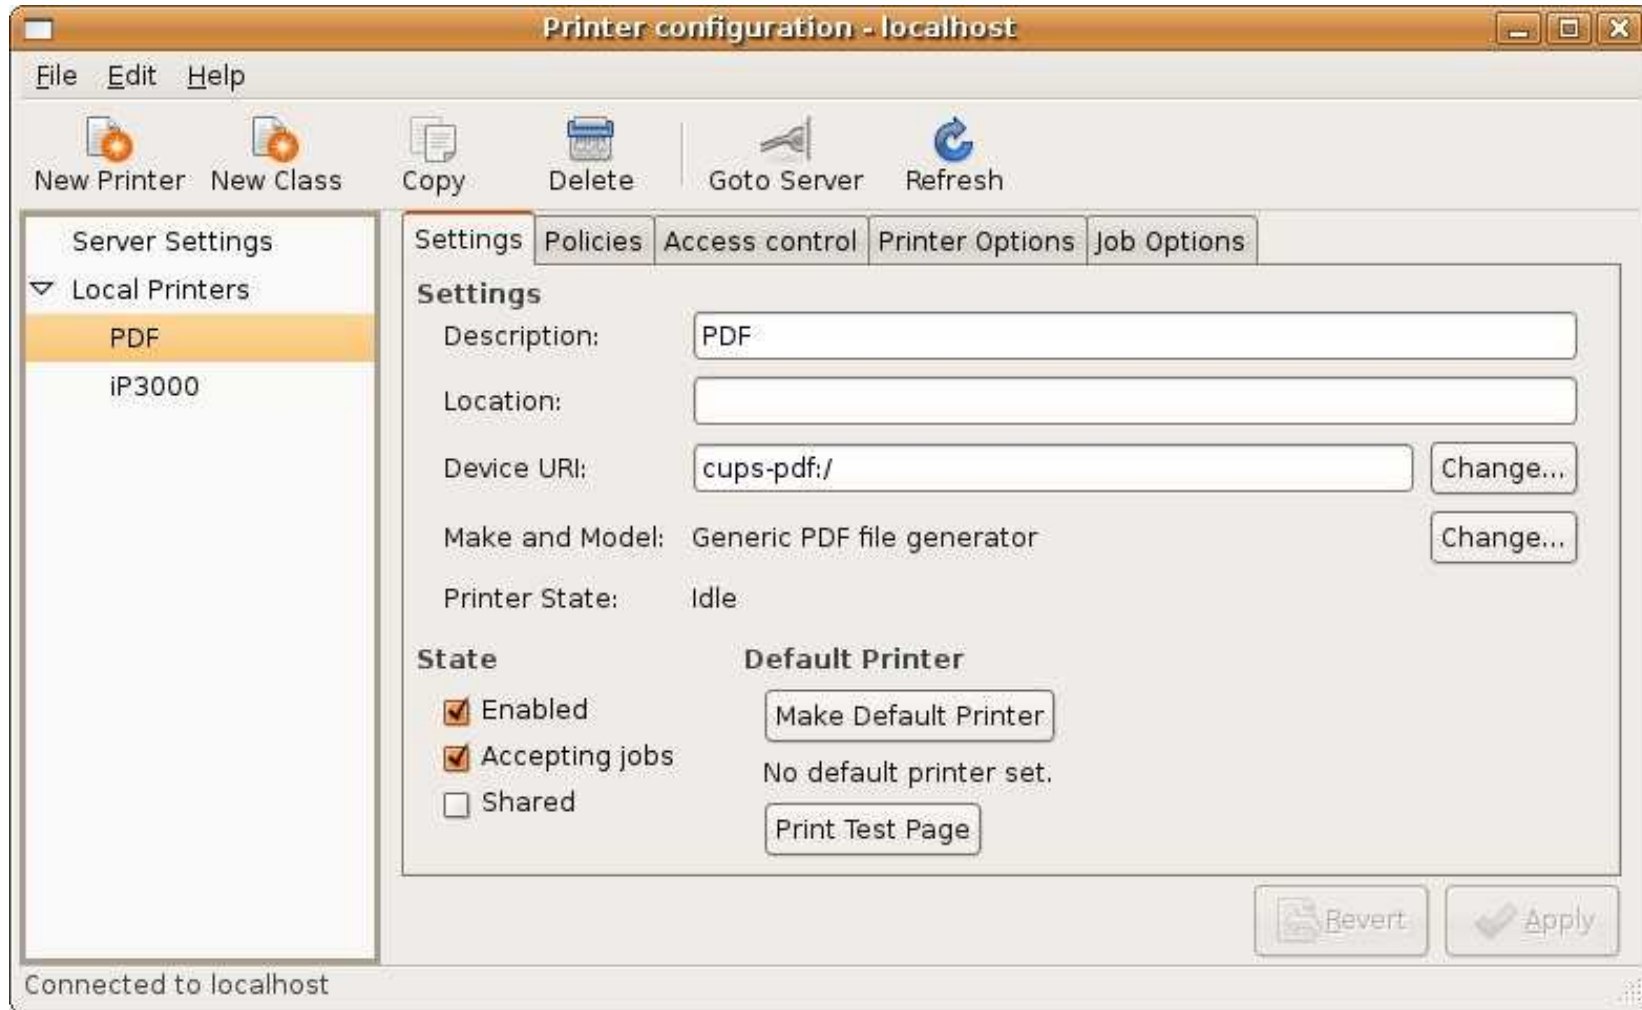 Printer configuration - localhost
File Edit Help
New Printer New Class Copy Delete Goto Server Refresh
Server Settings
Local Printers
PDF
iP3000
Settings Policies Access control Printer Options Job Options
Settings
Description: PDF
Location:
Device URI: cups-pdf:/ Change...
Make and Model: Generic PDF file generator Change...
Printer State: Idle
State Default Printer
Enabled Make Default Printer
Accepting jobs No default printer set.
Shared Print Test Page
Revert Apply
Connected to localhost